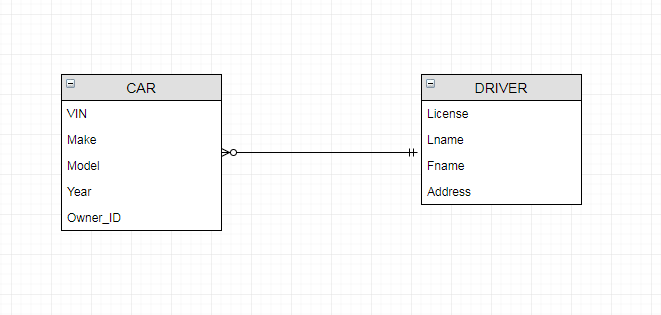 CAR
VIN
Make
Model
Year
Owner_ID
DRIVER
License
Lname
Fname
Address